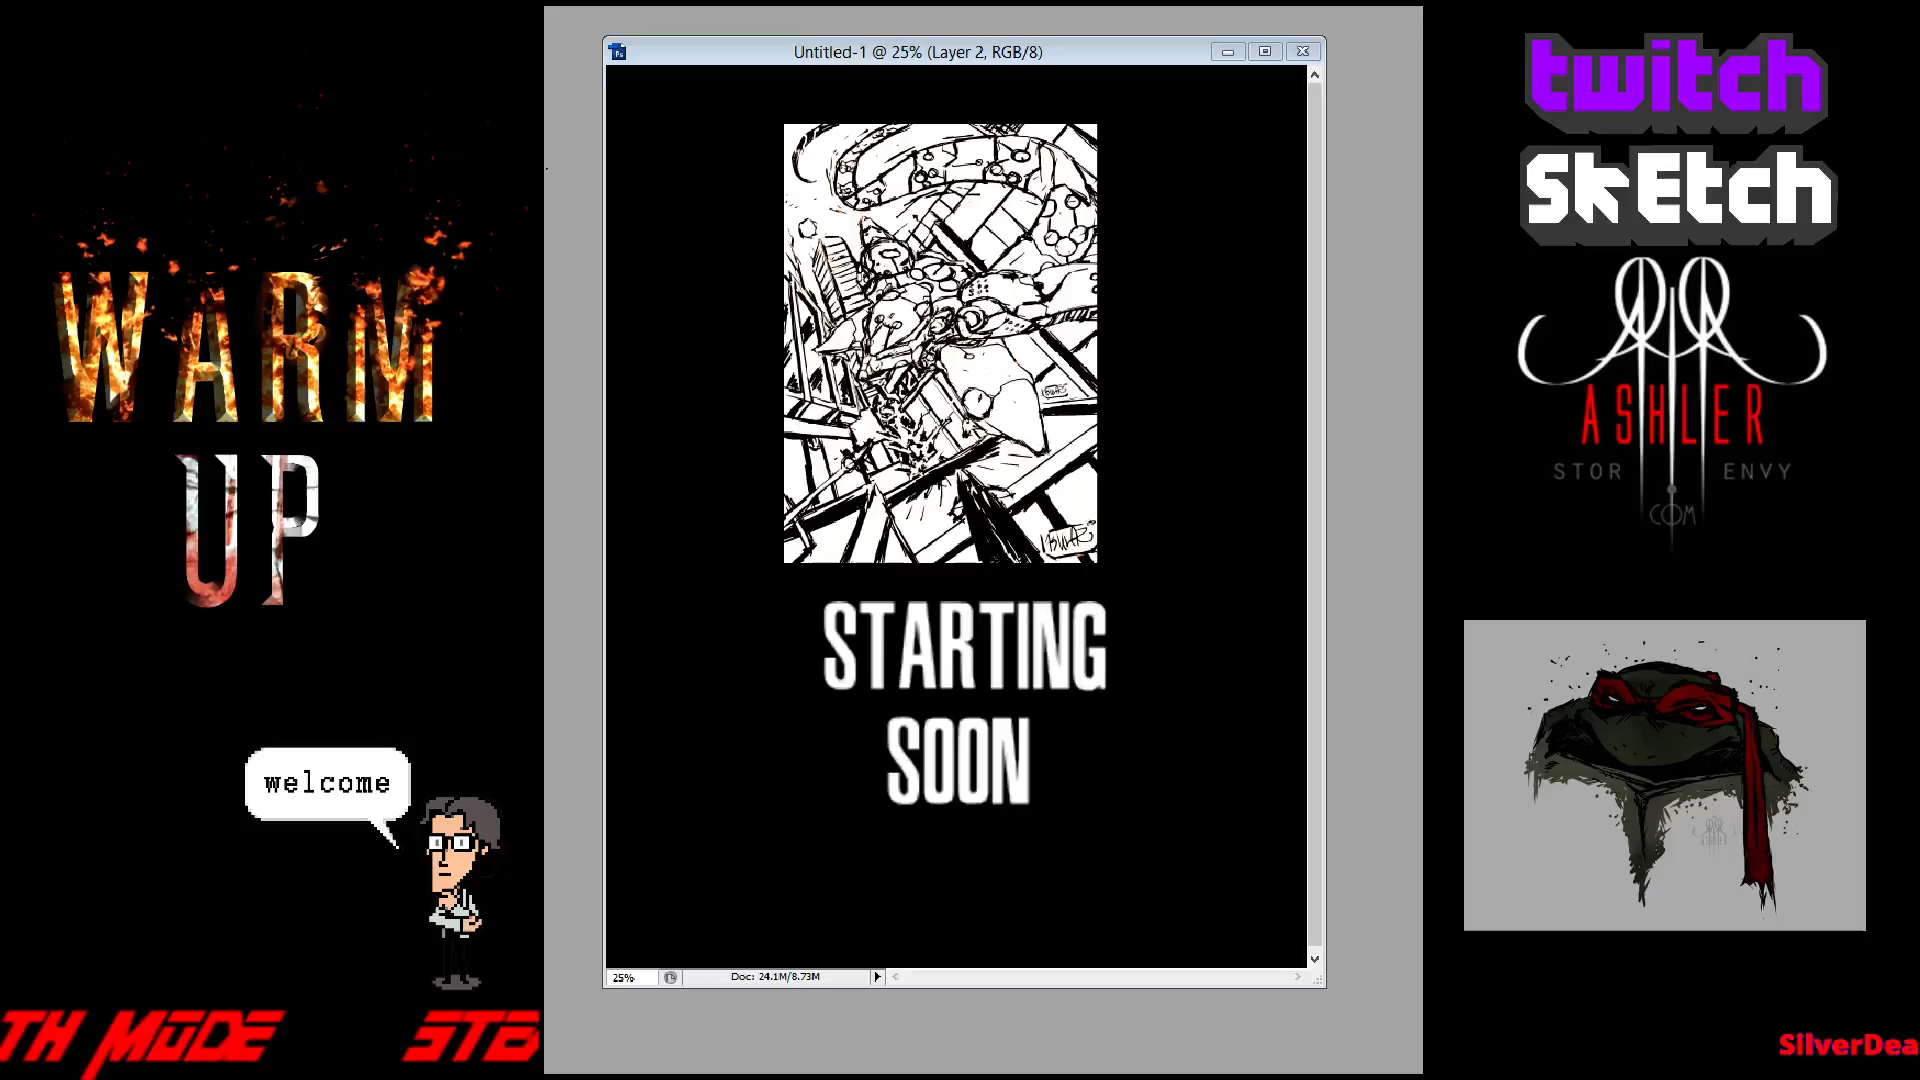 Untitled-1 @ 25% (Layer 2, RGB/8)
WARM
UP
welcome
TH MODE STE
STARTING
SOON
25%
Doc: 24.1M/8.73M
twitch
SkEtch
ASHLER
STOR ENVY
COM
SilverDea